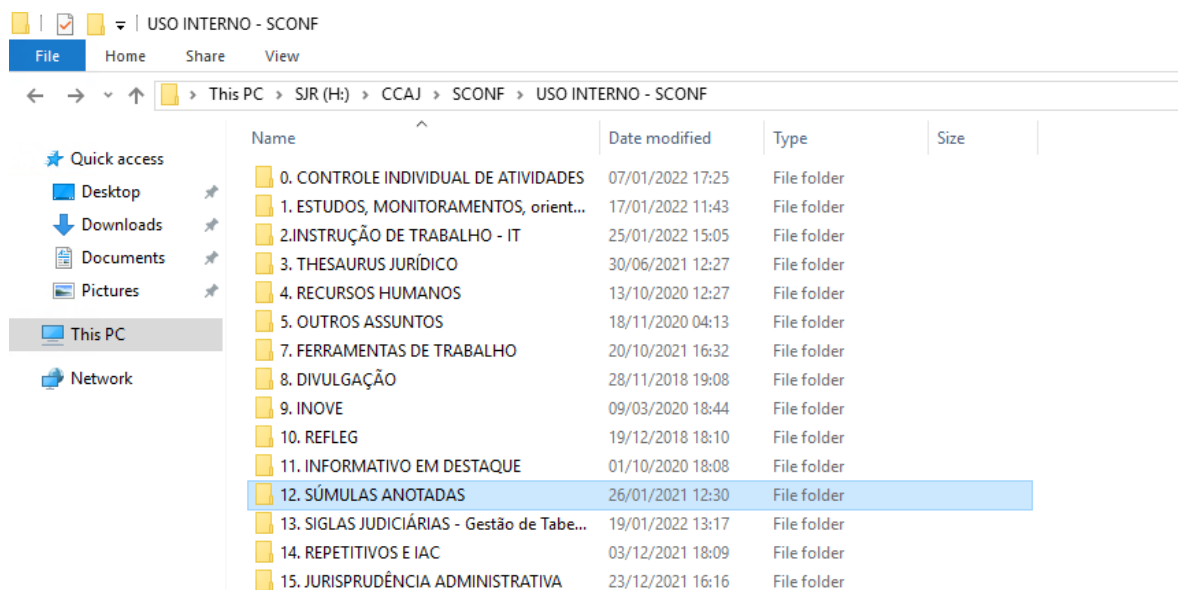 USO INTERNO - SCONF
File Home Share View
This PC > SJR (H:) > CCAJ > SCONF > USO INTERNO - SCONF
Name Date modified Type Size
Quick access
Desktop
Downloads
Documents
Pictures
This PC
Network
0. CONTROLE INDIVIDUAL DE ATIVIDADES 07/01/2022 17:25 File folder
1. ESTUDOS, MONITORAMENTOS, orient... 17/01/2022 11:43 File folder
2.INSTRUÇÃO DE TRABALHO - IT 25/01/2022 15:05 File folder
3. THESAURUS JURÍDICO 30/06/2021 12:27 File folder
4. RECURSOS HUMANOS 13/10/2020 12:27 File folder
5. OUTROS ASSUNTOS 18/11/2020 04:13 File folder
7. FERRAMENTAS DE TRABALHO 20/10/2021 16:32 File folder
8. DIVULGAÇÃO 28/11/2018 19:08 File folder
9. INOVE 09/03/2020 18:44 File folder
10. REFLEG 19/12/2018 18:10 File folder
11. INFORMATIVO EM DESTAQUE 01/10/2020 18:08 File folder
12. SÚMULAS ANOTADAS 26/01/2021 12:30 File folder
13. SIGLAS JUDICIÁRIAS - Gestão de Tabe... 19/01/2022 13:17 File folder
14. REPETITIVOS E IAC 03/12/2021 18:09 File folder
15. JURISPRUDÊNCIA ADMINISTRATIVA 23/12/2021 16:16 File folder